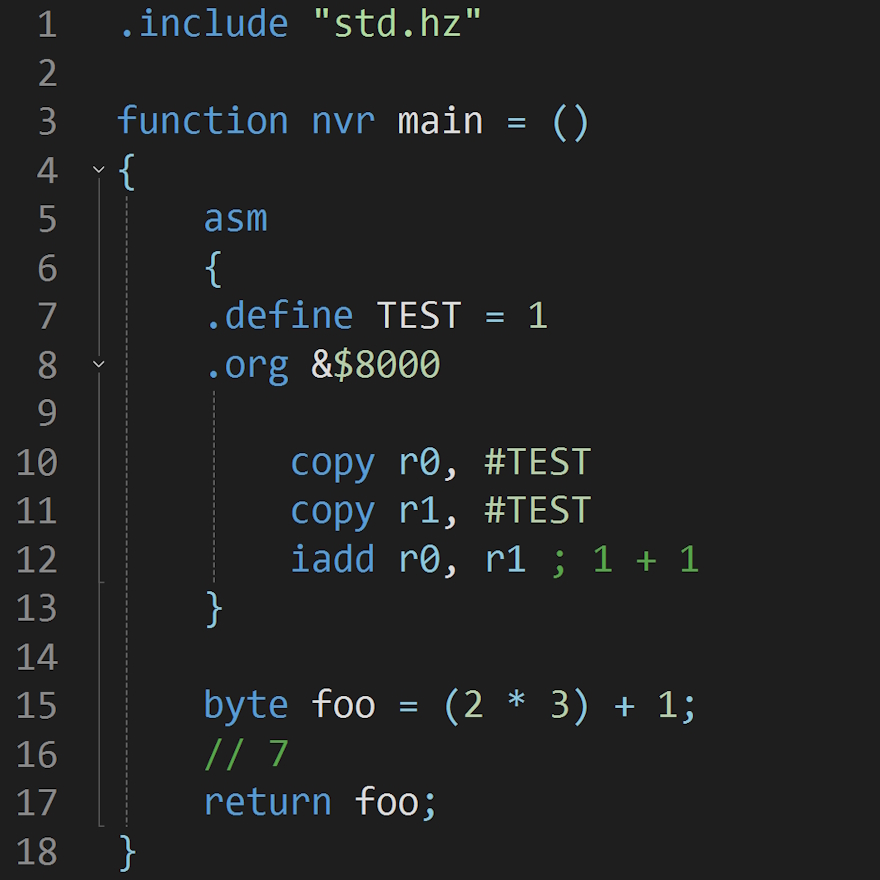 1 .include "std.hz"
2
3 function nvr main = ()
4 {
5 asm
6 {
7 .define TEST = 1
8 .org &$8000
9
10 copy r0, #TEST
11 copy r1, #TEST
12 iadd r0, r1 ; 1 + 1
13 }
14
15 byte foo = (2 * 3) + 1;
16 // 7
17 return foo;
18 }